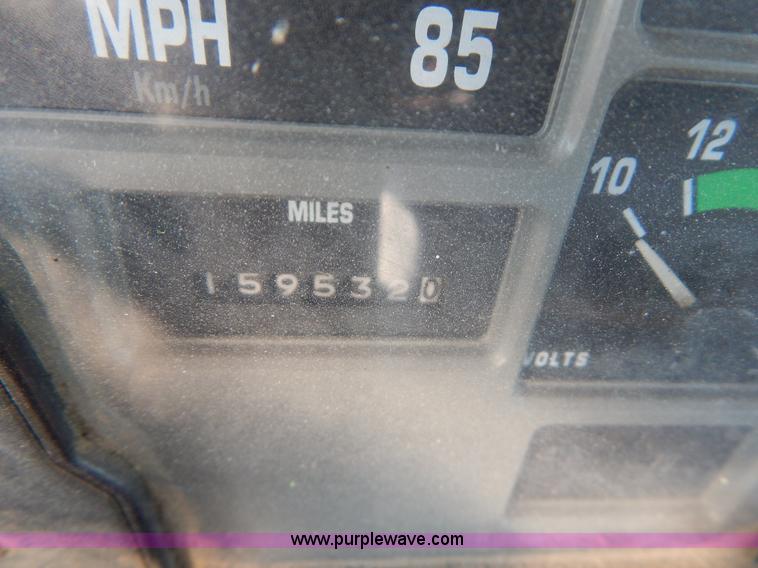 MPH
85
Km/h
12
10
MILES
1595320
VOLTS
www.purplewave.com